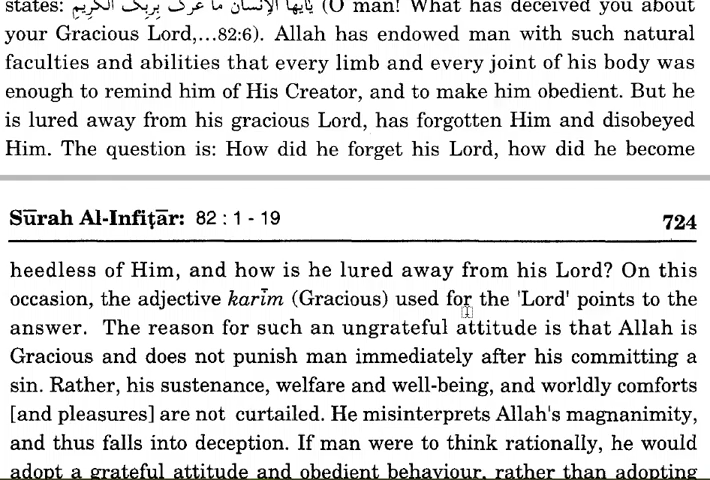 states: یٰاَیُّهَا الْاِنْسَانُ مَا غَرَّکَ بِرَبِّکَ الْکَرِیْمِ (O man! What has deceived you about
your Gracious Lord,...82:6). Allah has endowed man with such natural
faculties and abilities that every limb and every joint of his body was
enough to remind him of His Creator, and to make him obedient. But he
is lured away from his gracious Lord, has forgotten Him and disobeyed
Him. The question is: How did he forget his Lord, how did he become
Sūrah Al-Infiṭār: 82 : 1 - 19 724
heedless of Him, and how is he lured away from his Lord? On this
occasion, the adjective karīm (Gracious) used for the 'Lord' points to the
answer. The reason for such an ungrateful attitude is that Allah is
Gracious and does not punish man immediately after his committing a
sin. Rather, his sustenance, welfare and well-being, and worldly comforts
[and pleasures] are not curtailed. He misinterprets Allah's magnanimity,
and thus falls into deception. If man were to think rationally, he would
adopt a grateful attitude and obedient behaviour, rather than adopting